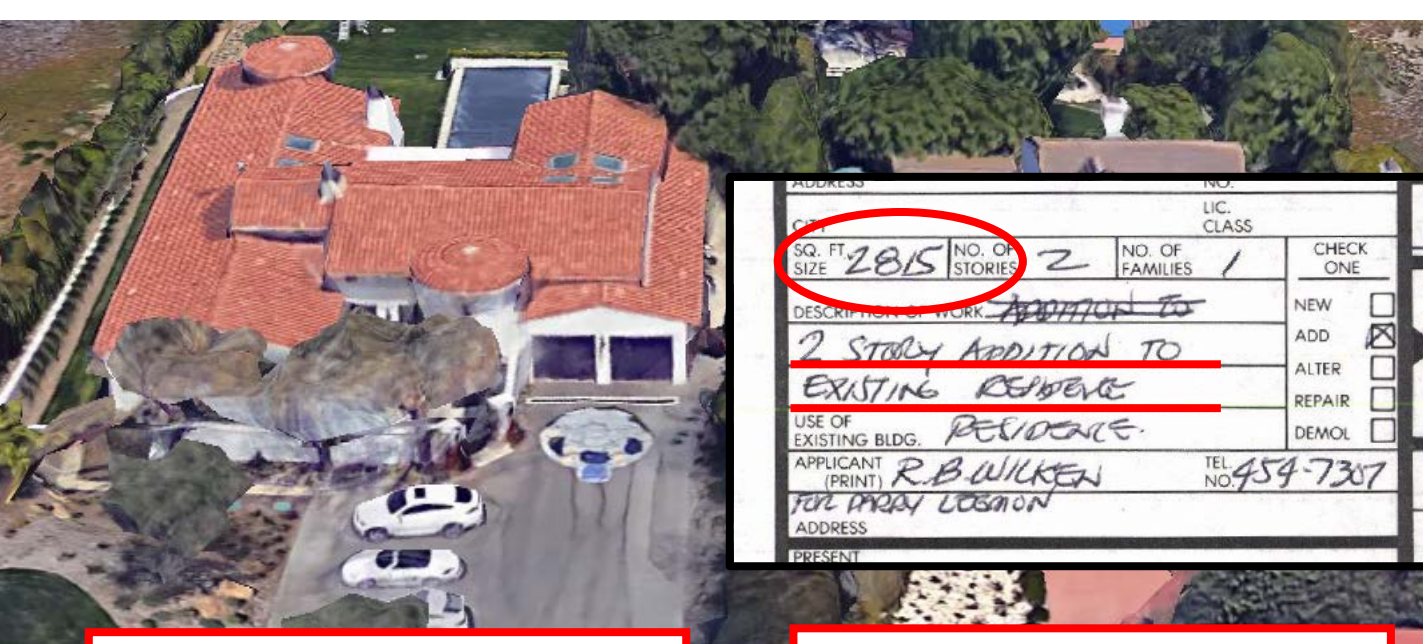 ADDRESS NO.
CITY LIC. CLASS
SQ. FT. SIZE 2815 NO. OF STORIES 2 NO. OF FAMILIES 1 CHECK ONE
DESCRIPTION OF WORK ADDITION TO NEW
2 STORY ADDITION TO ADD
EXISTING RESIDENCE ALTER
REPAIR
USE OF EXISTING BLDG. RESIDENCE. DEMOL
APPLICANT (PRINT) R.B WILKEN TEL. NO. 454-7307
FOR
ADDRESS
PRESENT